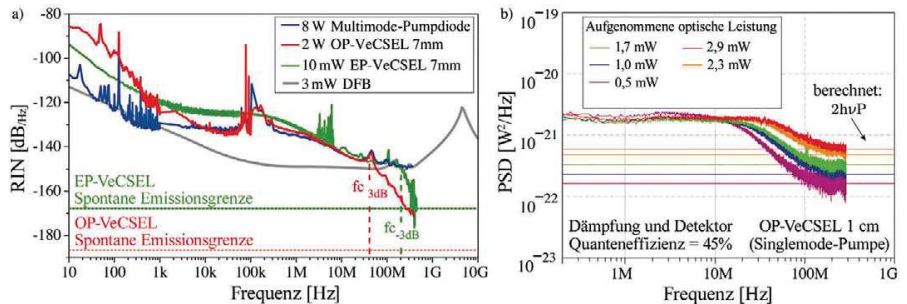 a)
-80
-100
-120
-140
-160
-180
RIN [dB/Hz]
8 W Multimode-Pumpdiode
2 W OP-VeCSEL 7mm
10 mW EP-VeCSEL 7mm
3 mW DFB
EP-VeCSEL
Spontane Emissionsgrenze
OP-VeCSEL
Spontane Emissionsgrenze
fc 3dB
fc -3dB
10 100 1k 10k 100k 1M 10M 100M 1G 10G
Frequenz [Hz]
b)
10-19
10-20
10-21
10-22
10-23
PSD [W2/Hz]
Aufgenommene optische Leistung
1,7 mW 2,9 mW
1,0 mW 2,3 mW
0,5 mW
berechnet:
2hνP
Dämpfung und Detektor OP-VeCSEL 1 cm
Quanteneffizienz = 45% (Singlemode-Pumpe)
1M 10M 100M 1G
Frequenz [Hz]